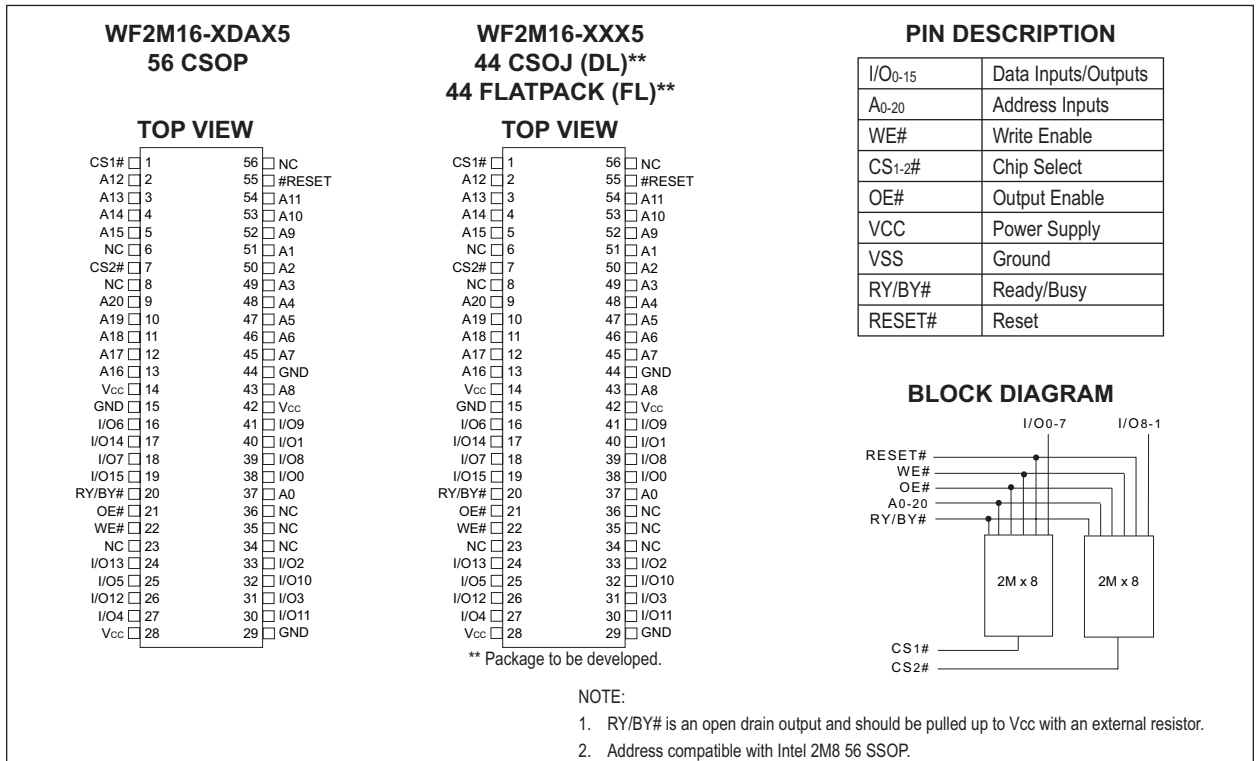 WF2M16-XDAX5
56 CSOP
TOP VIEW
CS1# 1 56 NC
A12 2 55 #RESET
A13 3 54 A11
A14 4 53 A10
A15 5 52 A9
NC 6 51 A1
CS2# 7 50 A2
NC 8 49 A3
A20 9 48 A4
A19 10 47 A5
A18 11 46 A6
A17 12 45 A7
A16 13 44 GND
Vcc 14 43 A8
GND 15 42 Vcc
I/O6 16 41 I/O9
I/O14 17 40 I/O1
I/O7 18 39 I/O8
I/O15 19 38 I/O0
RY/BY# 20 37 A0
OE# 21 36 NC
WE# 22 35 NC
NC 23 34 NC
I/O13 24 33 I/O2
I/O5 25 32 I/O10
I/O12 26 31 I/O3
I/O4 27 30 I/O11
Vcc 28 29 GND
WF2M16-XXX5
44 CSOJ (DL)**
44 FLATPACK (FL)**
TOP VIEW
CS1# 1 56 NC
A12 2 55 #RESET
A13 3 54 A11
A14 4 53 A10
A15 5 52 A9
NC 6 51 A1
CS2# 7 50 A2
NC 8 49 A3
A20 9 48 A4
A19 10 47 A5
A18 11 46 A6
A17 12 45 A7
A16 13 44 GND
Vcc 14 43 A8
GND 15 42 Vcc
I/O6 16 41 I/O9
I/O14 17 40 I/O1
I/O7 18 39 I/O8
I/O15 19 38 I/O0
RY/BY# 20 37 A0
OE# 21 36 NC
WE# 22 35 NC
NC 23 34 NC
I/O13 24 33 I/O2
I/O5 25 32 I/O10
I/O12 26 31 I/O3
I/O4 27 30 I/O11
Vcc 28 29 GND
** Package to be developed.
PIN DESCRIPTION
I/O0-15 Data Inputs/Outputs
A0-20 Address Inputs
WE# Write Enable
CS1-2# Chip Select
OE# Output Enable
VCC Power Supply
VSS Ground
RY/BY# Ready/Busy
RESET# Reset
BLOCK DIAGRAM
I/O0-7 I/O8-1
RESET#
WE#
OE#
A0-20
RY/BY#
2M x 8 2M x 8
CS1#
CS2#
NOTE:
1. RY/BY# is an open drain output and should be pulled up to Vcc with an external resistor.
2. Address compatible with Intel 2M8 56 SSOP.